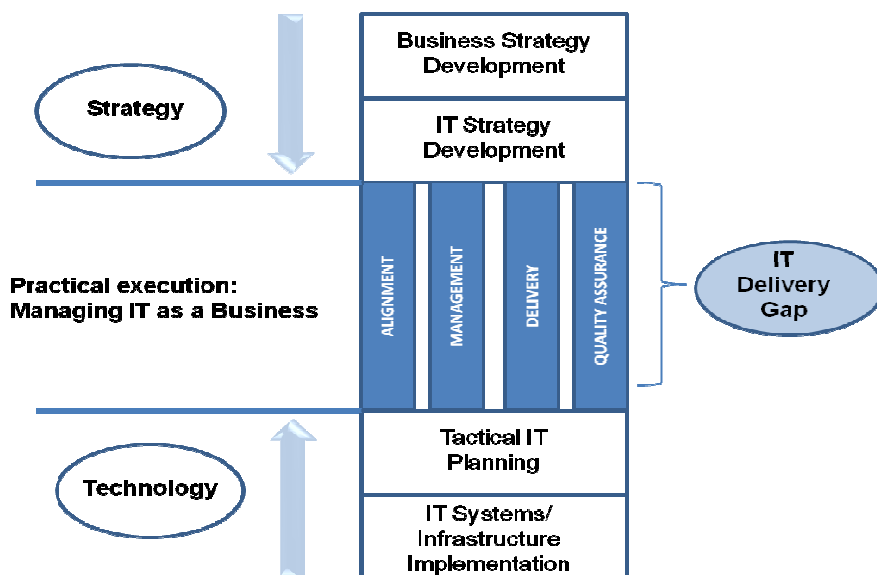 Business Strategy
Development
Strategy
IT Strategy
Development
Practical execution:
Managing IT as a Business
ALIGNMENT
MANAGEMENT
DELIVERY
QUALITY ASSURANCE
IT
Delivery
Gap
Tactical IT
Planning
Technology
IT Systems/
Infrastructure
Implementation